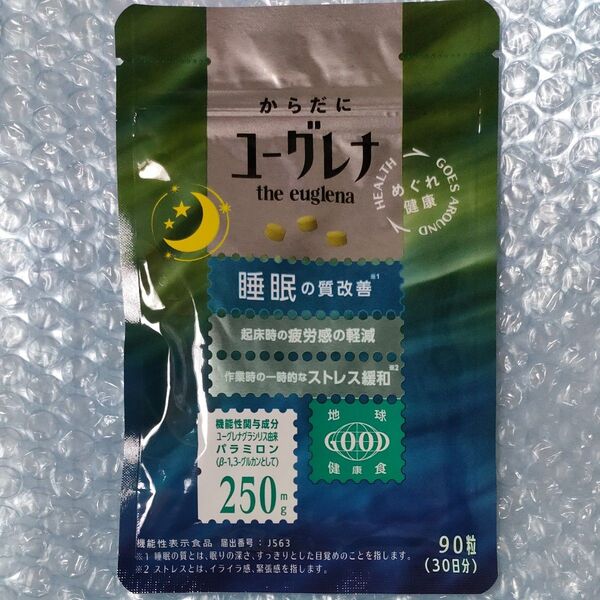 からだに
ユーグレナ
the euglena
HEALTH GOES AROUND
めぐれ
健康
睡眠の質改善※1
起床時の疲労感の軽減
作業時の一時的なストレス緩和※2
機能性関与成分
ユーグレナグラシリス由来
パラミロン
(β-1,3-グルカンとして)
250mg
地球
GOOD
健康食
機能性表示食品 届出番号:J563
※1 睡眠の質とは、眠りの深さ、すっきりとした目覚めのことを指します。
※2 ストレスとは、イライラ感、緊張感を指します。
90粒
(30日分)